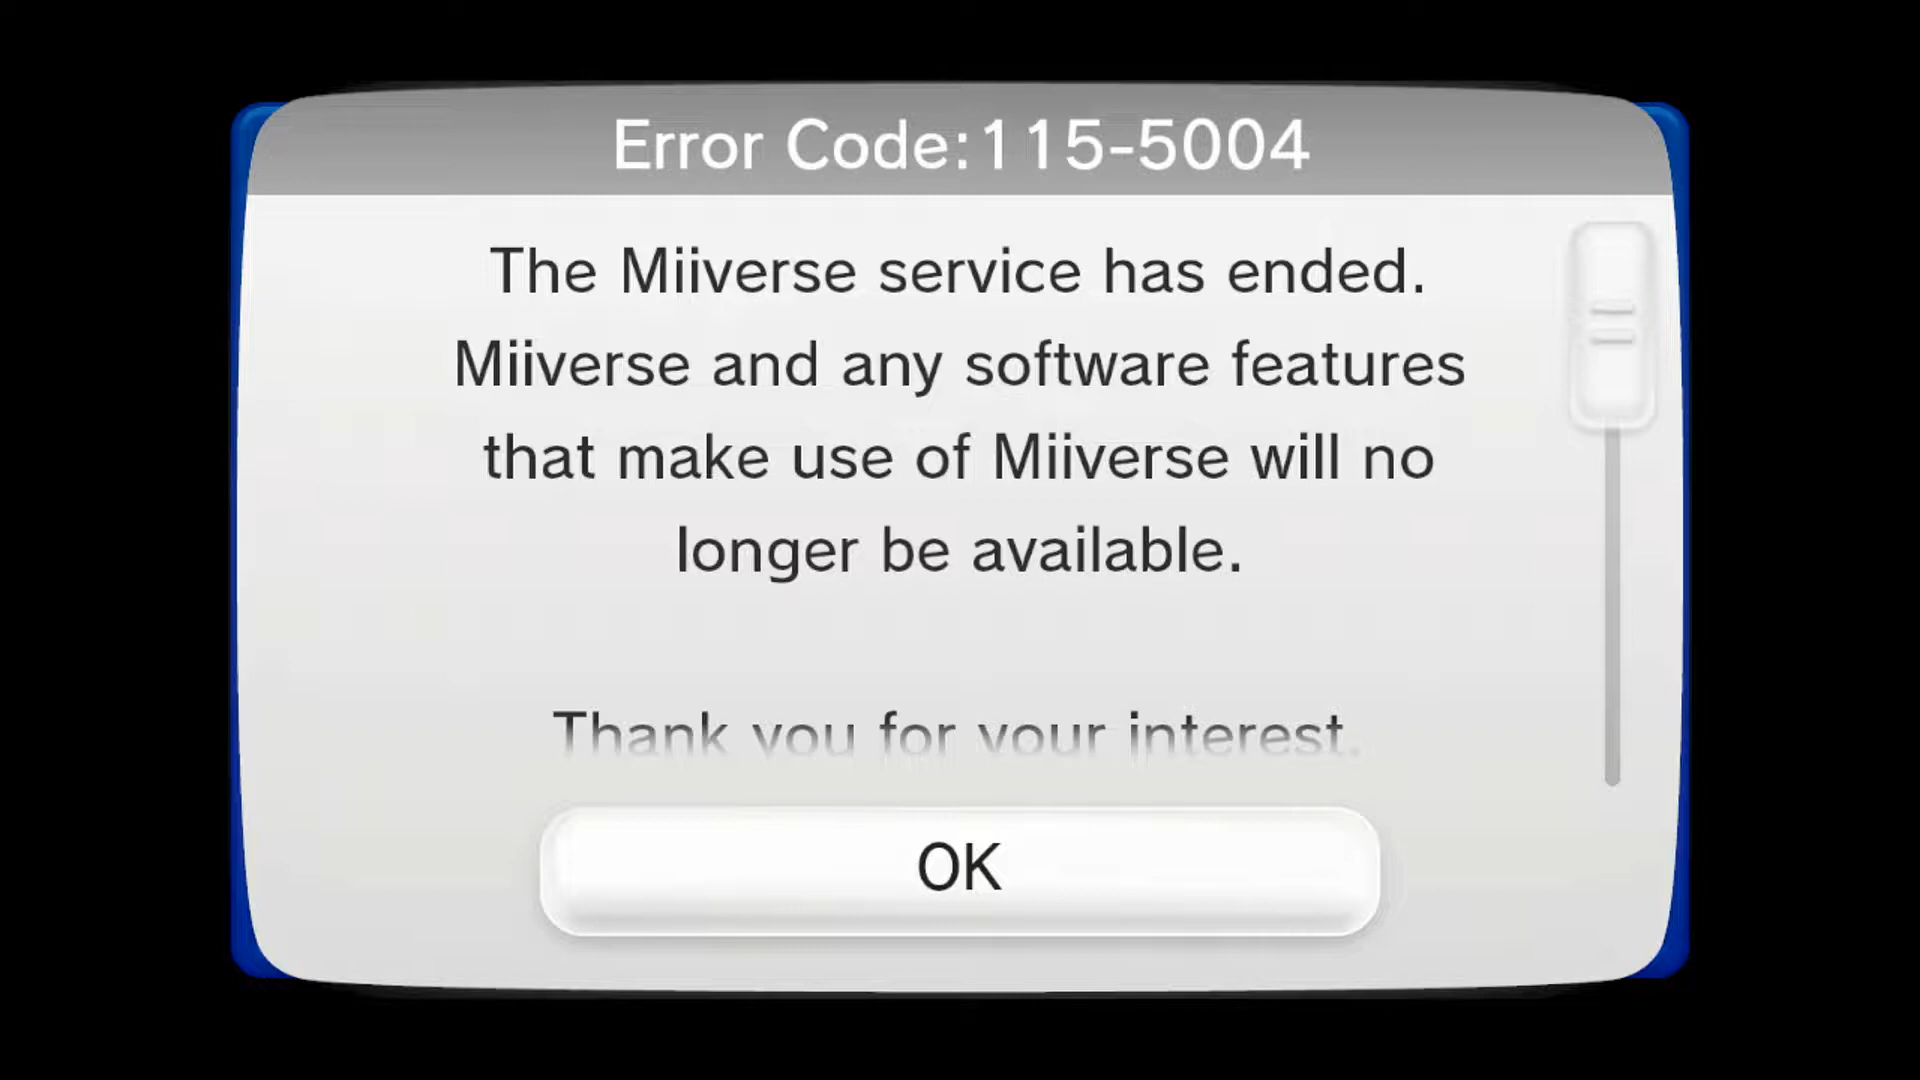 Error Code:115-5004
The Miiverse service has ended.
Miiverse and any software features
that make use of Miiverse will no
longer be available.
Thank you for your interest.
OK